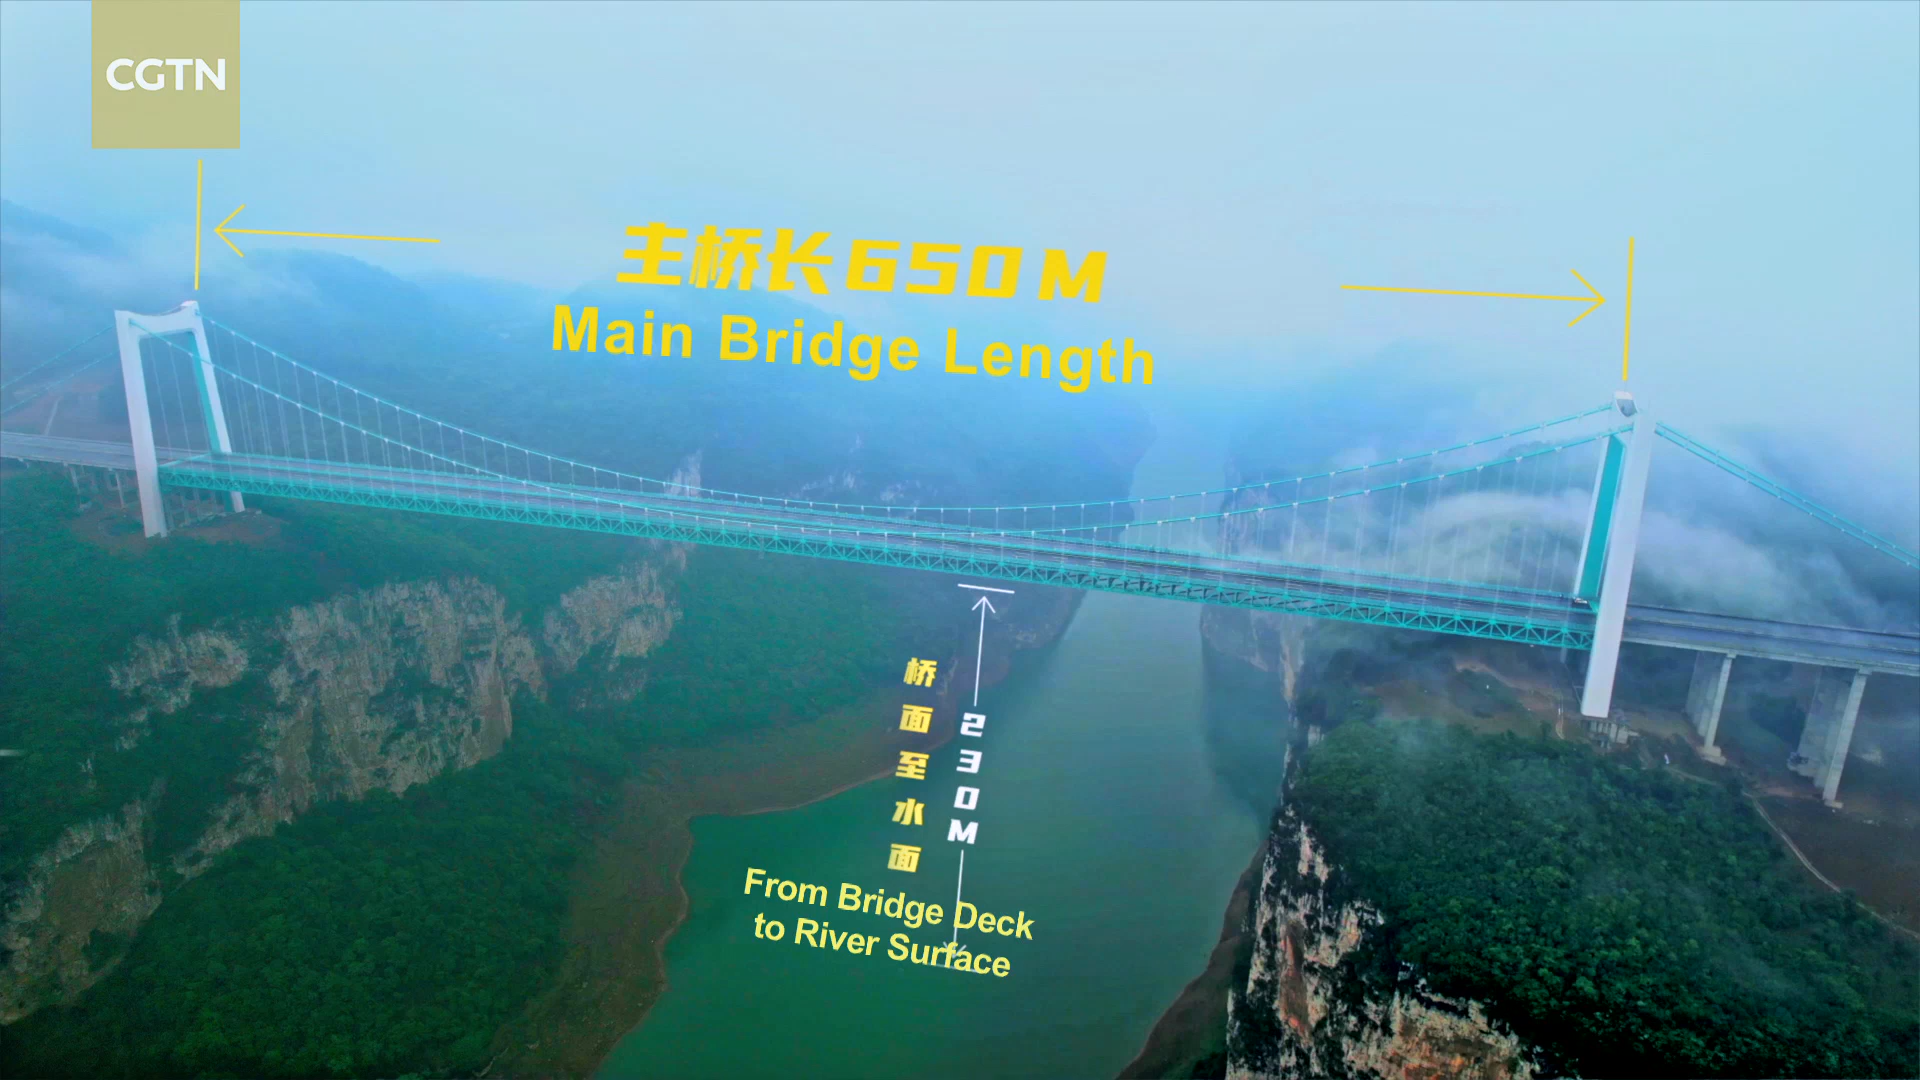 CGTN
主桥长650M
Main Bridge Length
桥面至水面
230M
From Bridge Deck
to River Surface